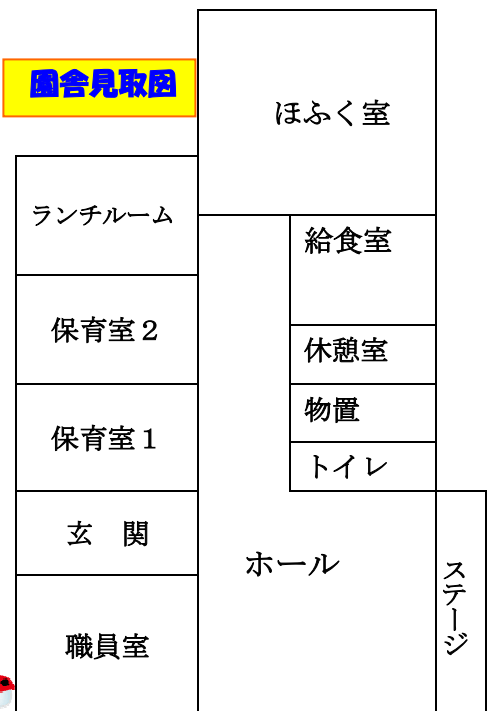 園舎見取図
ほふく室
ランチルーム
給食室
保育室２
休憩室
物置
保育室１
トイレ
玄　関
ホール
ステージ
職員室